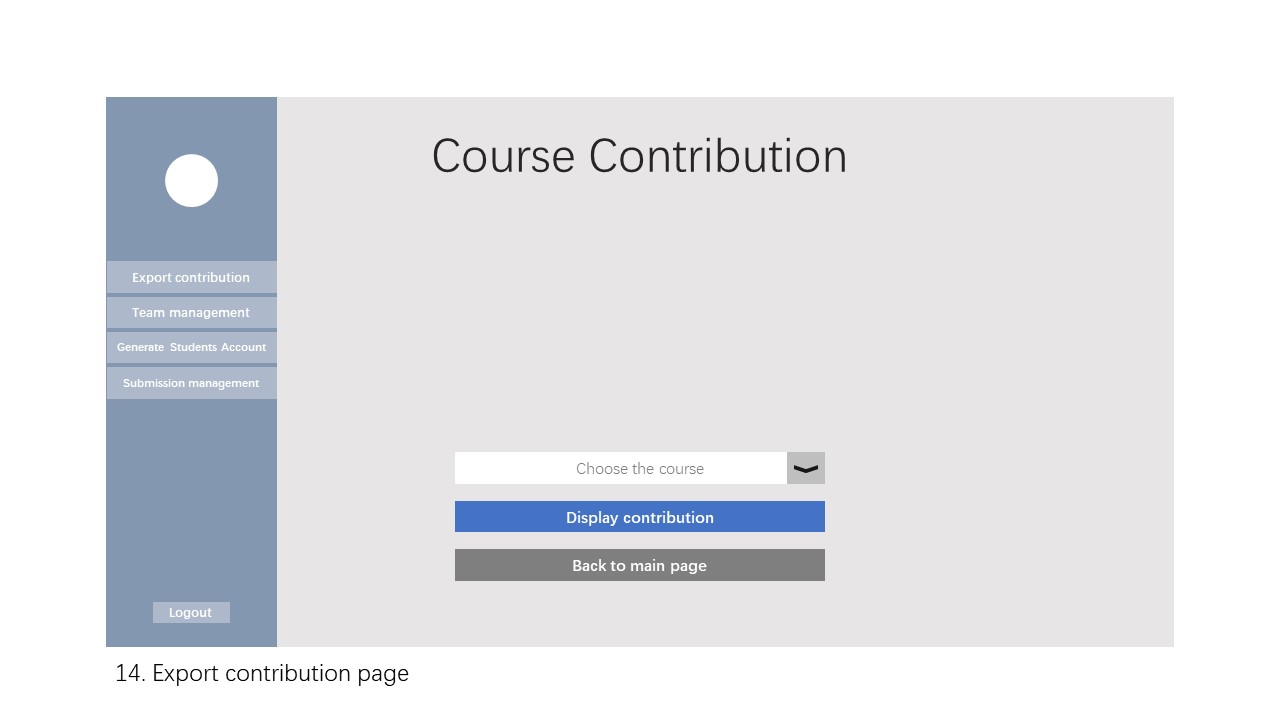 Course Contribution
Export contribution
Team management
Generate Students Account
Submission management
Choose the course
Display contribution
Back to main page
Logout
14. Export contribution page